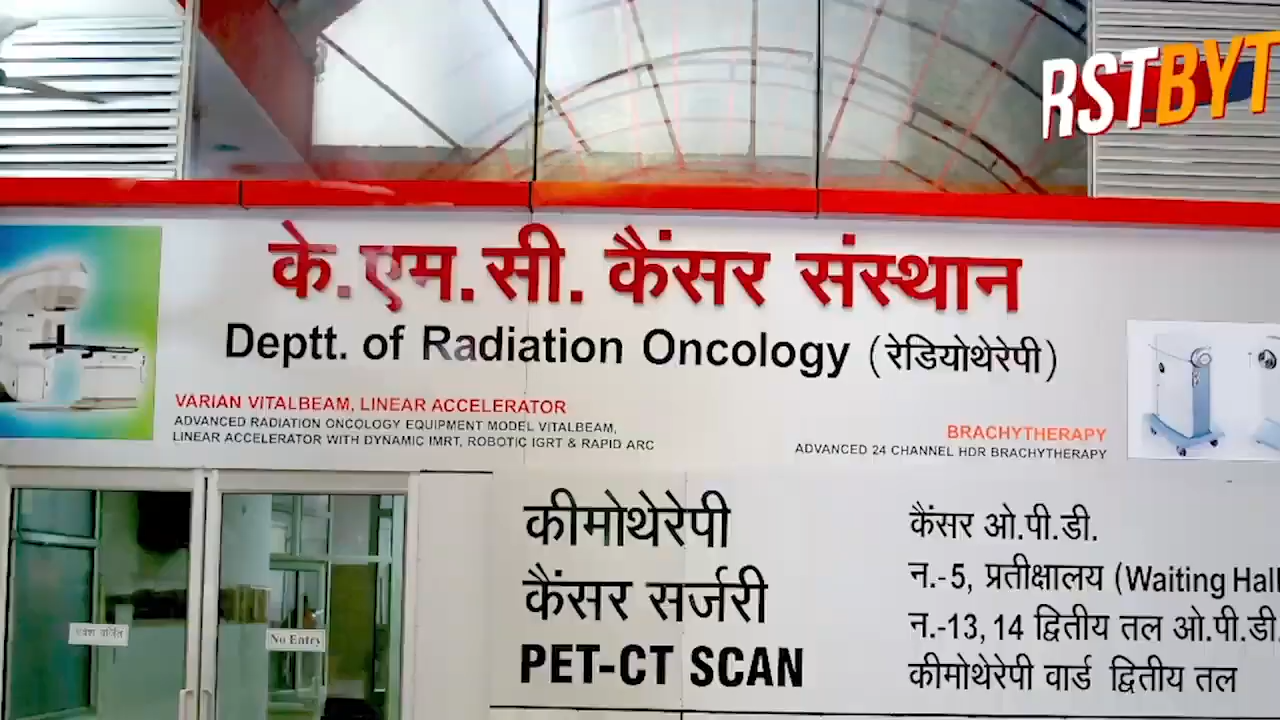 RSTBYT
के.एम.सी. कैंसर संस्थान
Deptt. of Radiation Oncology (रेडियोथेरेपी)
VARIAN VITALBEAM, LINEAR ACCELERATOR
ADVANCED RADIATION ONCOLOGY EQUIPMENT MODEL VITALBEAM,
LINEAR ACCELERATOR WITH DYNAMIC IMRT, ROBOTIC IGRT & RAPID ARC
BRACHYTHERAPY
ADVANCED 24 CHANNEL HDR BRACHYTHERAPY
कीमोथेरेपी
कैंसर सर्जरी
PET-CT SCAN
कैंसर ओ.पी.डी.
न.-5, प्रतीक्षालय (Waiting Hall
न.-13, 14 द्वितीय तल ओ.पी.डी.
कीमोथेरेपी वार्ड द्वितीय तल
प्रवेश वर्जित
No Entry